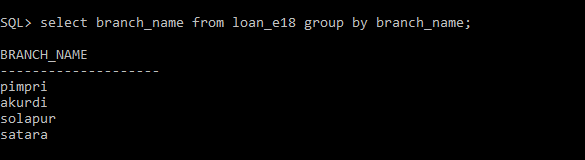 SQL> select branch_name from loan_e18 group by branch_name;
BRANCH_NAME
--------------------
pimpri
akurdi
solapur
satara